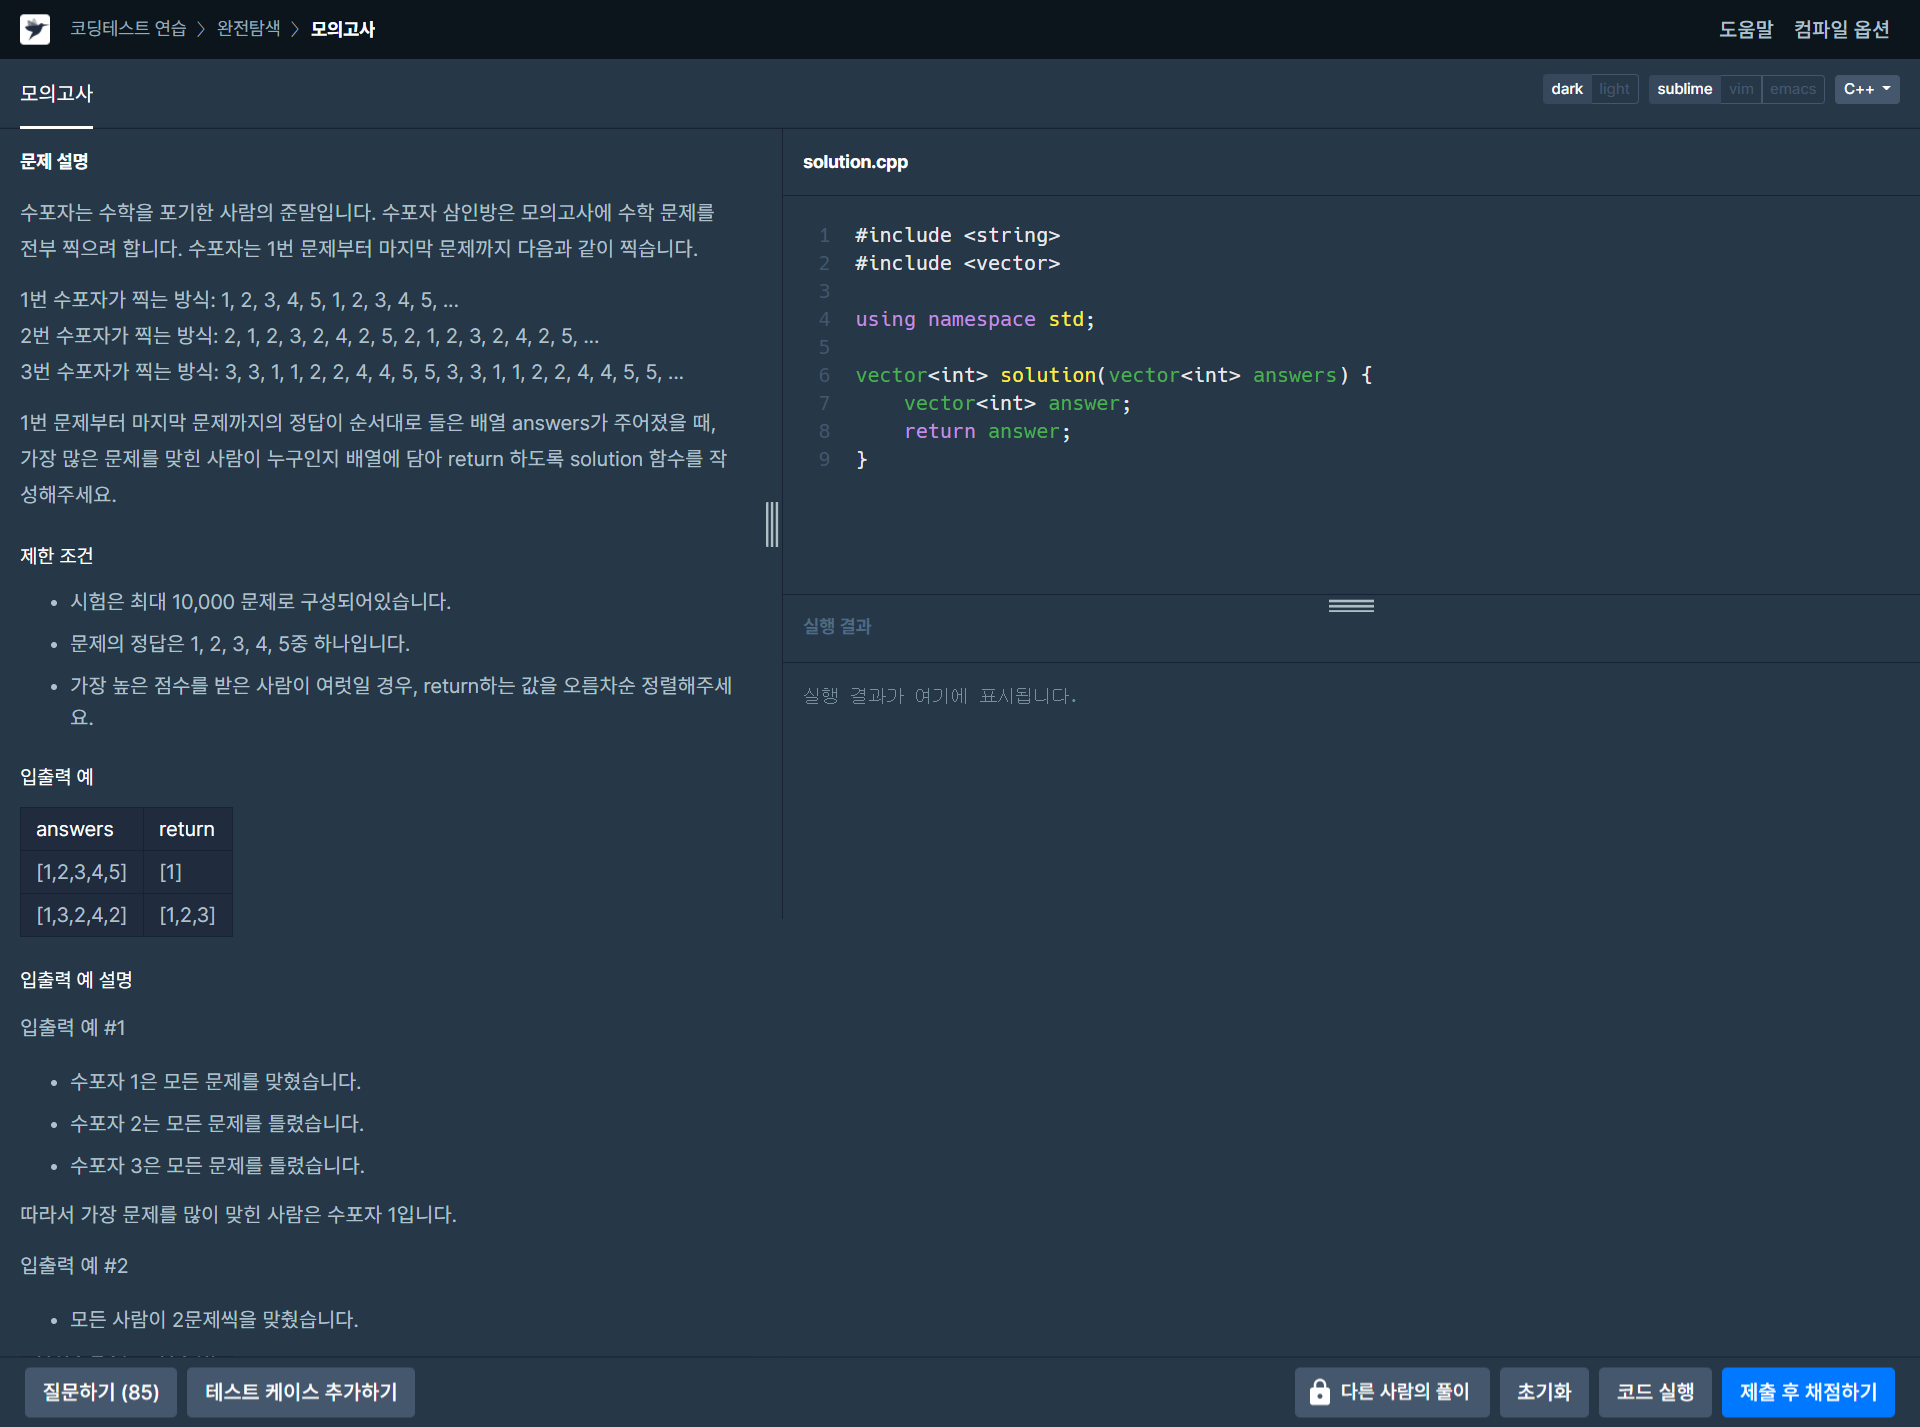 코딩테스트 연습 〉 완전탐색 〉 모의고사
도움말 컴파일 옵션
모의고사
dark light sublime vim emacs C++
문제 설명
수포자는 수학을 포기한 사람의 준말입니다. 수포자 삼인방은 모의고사에 수학 문제를
전부 찍으려 합니다. 수포자는 1번 문제부터 마지막 문제까지 다음과 같이 찍습니다.
1번 수포자가 찍는 방식: 1, 2, 3, 4, 5, 1, 2, 3, 4, 5, ...
2번 수포자가 찍는 방식: 2, 1, 2, 3, 2, 4, 2, 5, 2, 1, 2, 3, 2, 4, 2, 5, ...
3번 수포자가 찍는 방식: 3, 3, 1, 1, 2, 2, 4, 4, 5, 5, 3, 3, 1, 1, 2, 2, 4, 4, 5, 5, ...
1번 문제부터 마지막 문제까지의 정답이 순서대로 들은 배열 answers가 주어졌을 때,
가장 많은 문제를 맞힌 사람이 누구인지 배열에 담아 return 하도록 solution 함수를 작
성해주세요.
제한 조건
• 시험은 최대 10,000 문제로 구성되어있습니다.
• 문제의 정답은 1, 2, 3, 4, 5중 하나입니다.
• 가장 높은 점수를 받은 사람이 여럿일 경우, return하는 값을 오름차순 정렬해주세
요.
입출력 예
answers return
[1,2,3,4,5] [1]
[1,3,2,4,2] [1,2,3]
입출력 예 설명
입출력 예 #1
• 수포자 1은 모든 문제를 맞혔습니다.
• 수포자 2는 모든 문제를 틀렸습니다.
• 수포자 3은 모든 문제를 틀렸습니다.
따라서 가장 문제를 많이 맞힌 사람은 수포자 1입니다.
입출력 예 #2
• 모든 사람이 2문제씩을 맞췄습니다.
solution.cpp
1 #include <string>
2 #include <vector>
3
4 using namespace std;
5
6 vector<int> solution(vector<int> answers) {
7     vector<int> answer;
8     return answer;
9 }
실행 결과
실행 결과가 여기에 표시됩니다.
질문하기 (85) 테스트 케이스 추가하기
다른 사람의 풀이 초기화 코드 실행 제출 후 채점하기